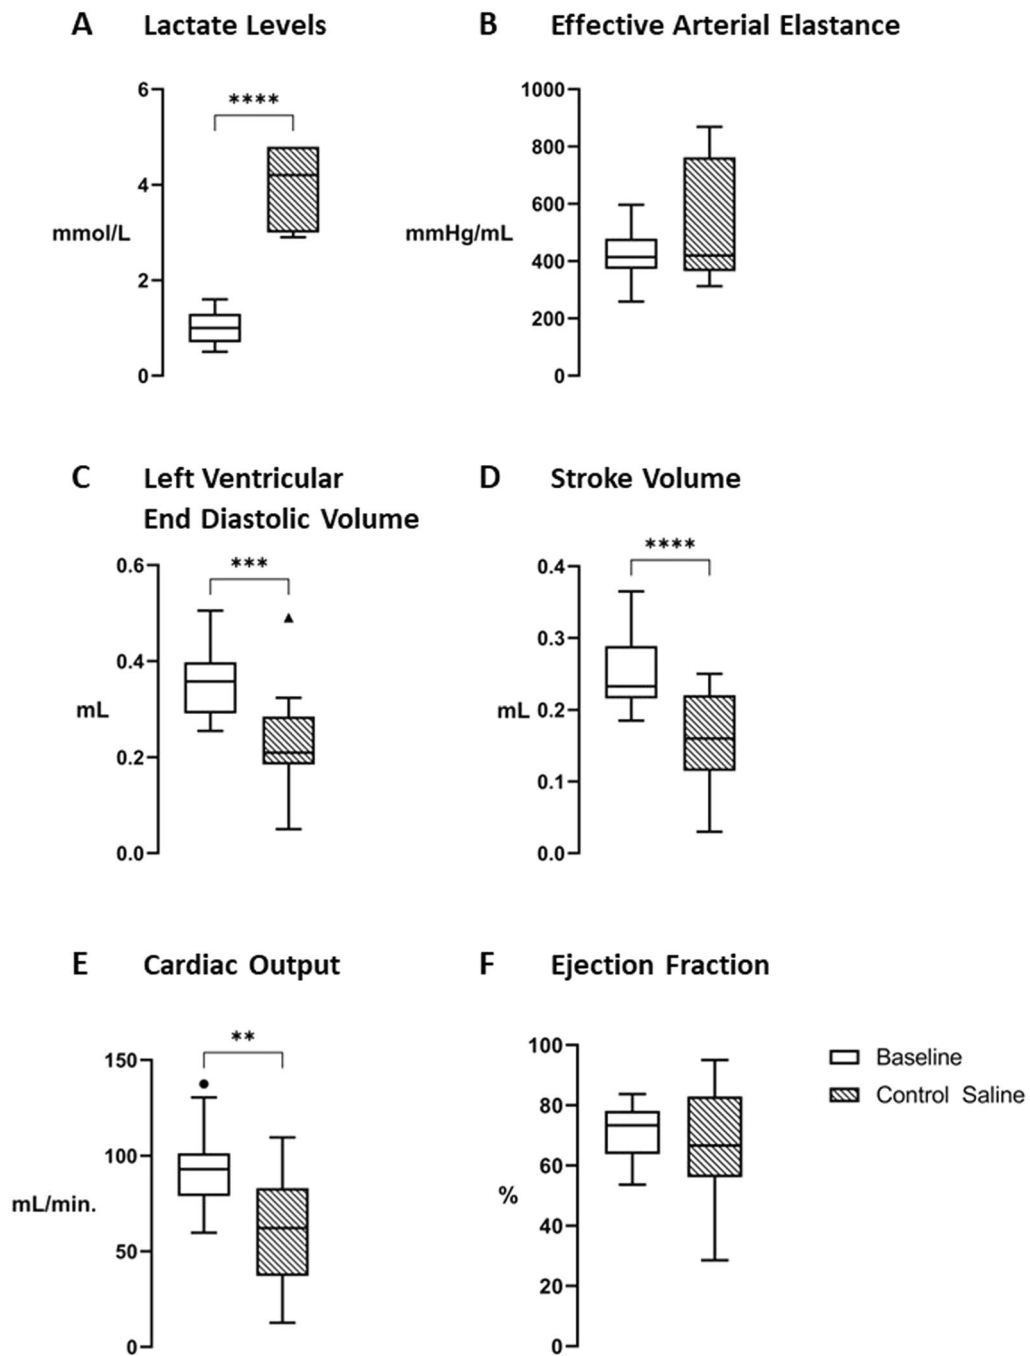 A Lactate Levels
6
4
2
0
mmol/L
****
B Effective Arterial Elastance
1000
800
600
400
200
0
mmHg/mL
C Left Ventricular
End Diastolic Volume
0.6
0.4
0.2
0.0
mL
***
D Stroke Volume
0.4
0.3
0.2
0.1
0.0
mL
****
E Cardiac Output
150
100
50
0
mL/min.
**
F Ejection Fraction
100
80
60
40
20
0
%
Baseline
Control Saline